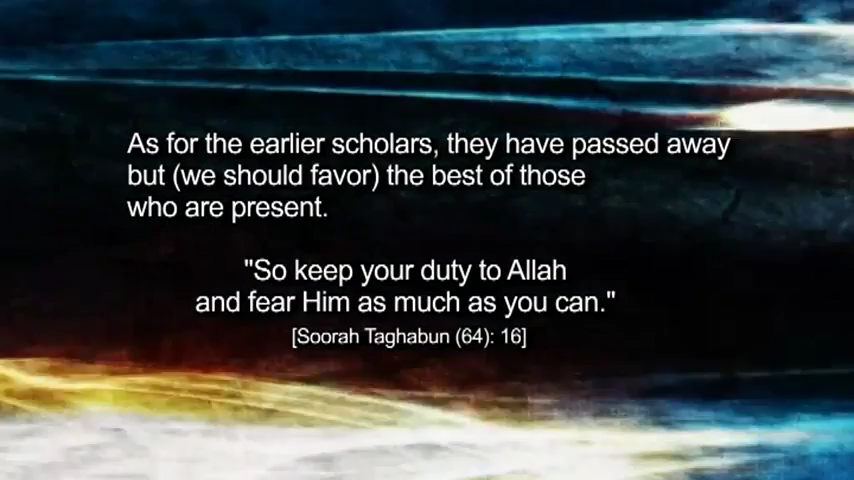 As for the earlier scholars, they have passed away
but (we should favor) the best of those
who are present.
"So keep your duty to Allah
and fear Him as much as you can."
[Soorah Taghabun (64): 16]